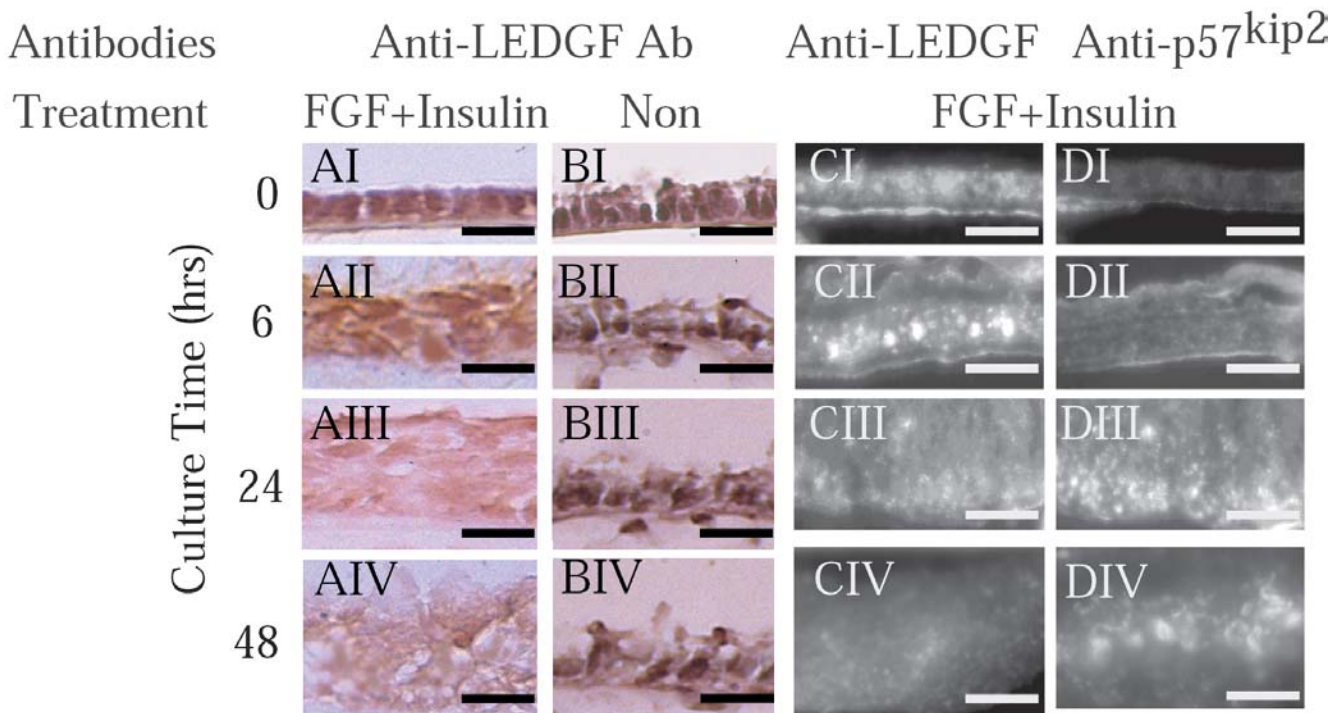 Antibodies Anti-LEDGF Ab Anti-LEDGF Anti-p57kip2
Treatment FGF+Insulin Non FGF+Insulin
Culture Time (hrs)
0 AI BI CI DI
6 AII BII CII DII
24 AIII BIII CIII DIII
48 AIV BIV CIV DIV